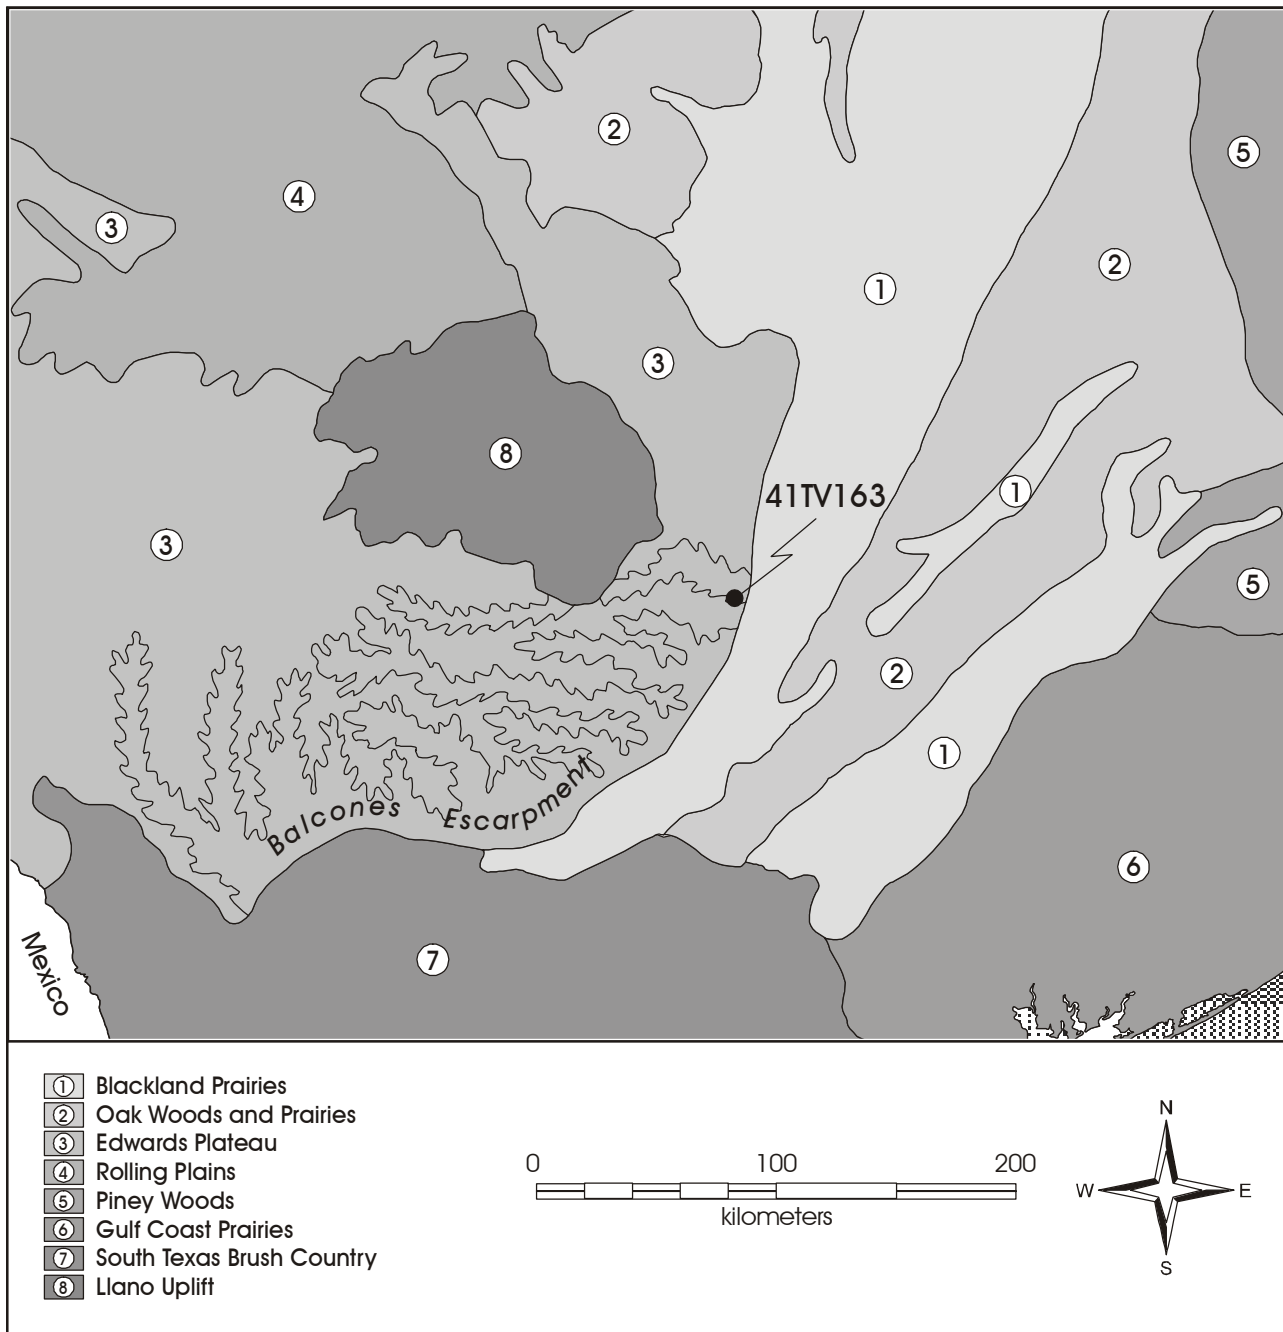 2
5
4
3
2
1
3
8
41TV163
1
3
5
2
1
Balcones Escarpment
6
7
Mexico
1 Blackland Prairies
2 Oak Woods and Prairies
3 Edwards Plateau
4 Rolling Plains
5 Piney Woods
6 Gulf Coast Prairies
7 South Texas Brush Country
8 Llano Uplift
0 100 200
kilometers
N
W E
S